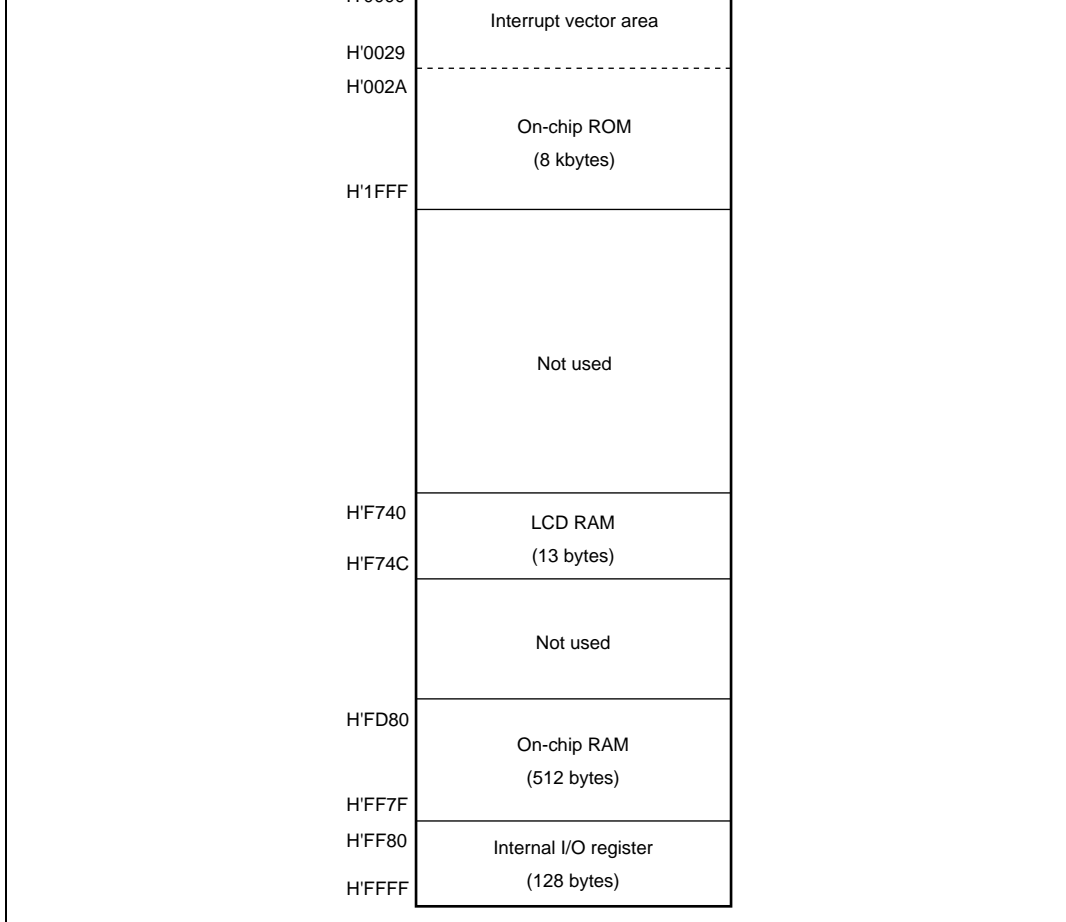 Interrupt vector area
H'0029
H'002A
On-chip ROM
(8 kbytes)
H'1FFF
Not used
H'F740
LCD RAM
(13 bytes)
H'F74C
Not used
H'FD80
On-chip RAM
(512 bytes)
H'FF7F
H'FF80
Internal I/O register
(128 bytes)
H'FFFF